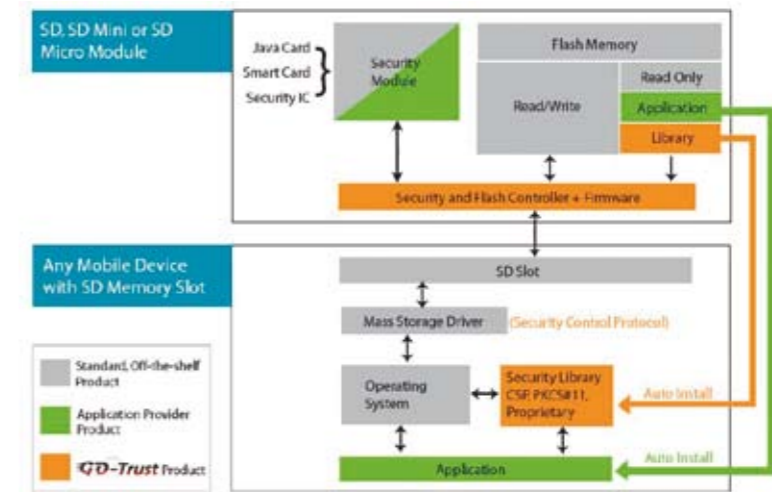 SD, SD Mini or SD
Micro Module
Java Card
Smart Card
Security IC
Security
Module
Flash Memory
Read/Write
Read Only
Application
Library
Security and Flash Controller + Firmware
Any Mobile Device
with SD Memory Slot
SD Slot
Mass Storage Driver
(Security Control Protocol)
Operating
System
Security Library
CSP, PKCS#11,
Proprietary
Auto Install
Application
Auto Install
Standard, Off-the-shelf
Product
Application Provider
Product
GO-Trust Product